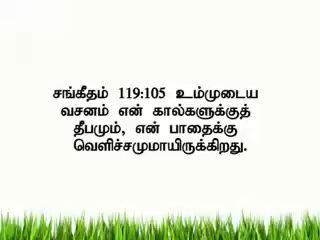 சங்கீதம் 119:105 உம்முடைய
வசனம் என் கால்களுக்குத்
தீபமும், என் பாதைக்கு
வெளிச்சமுமாயிருக்கிறது.